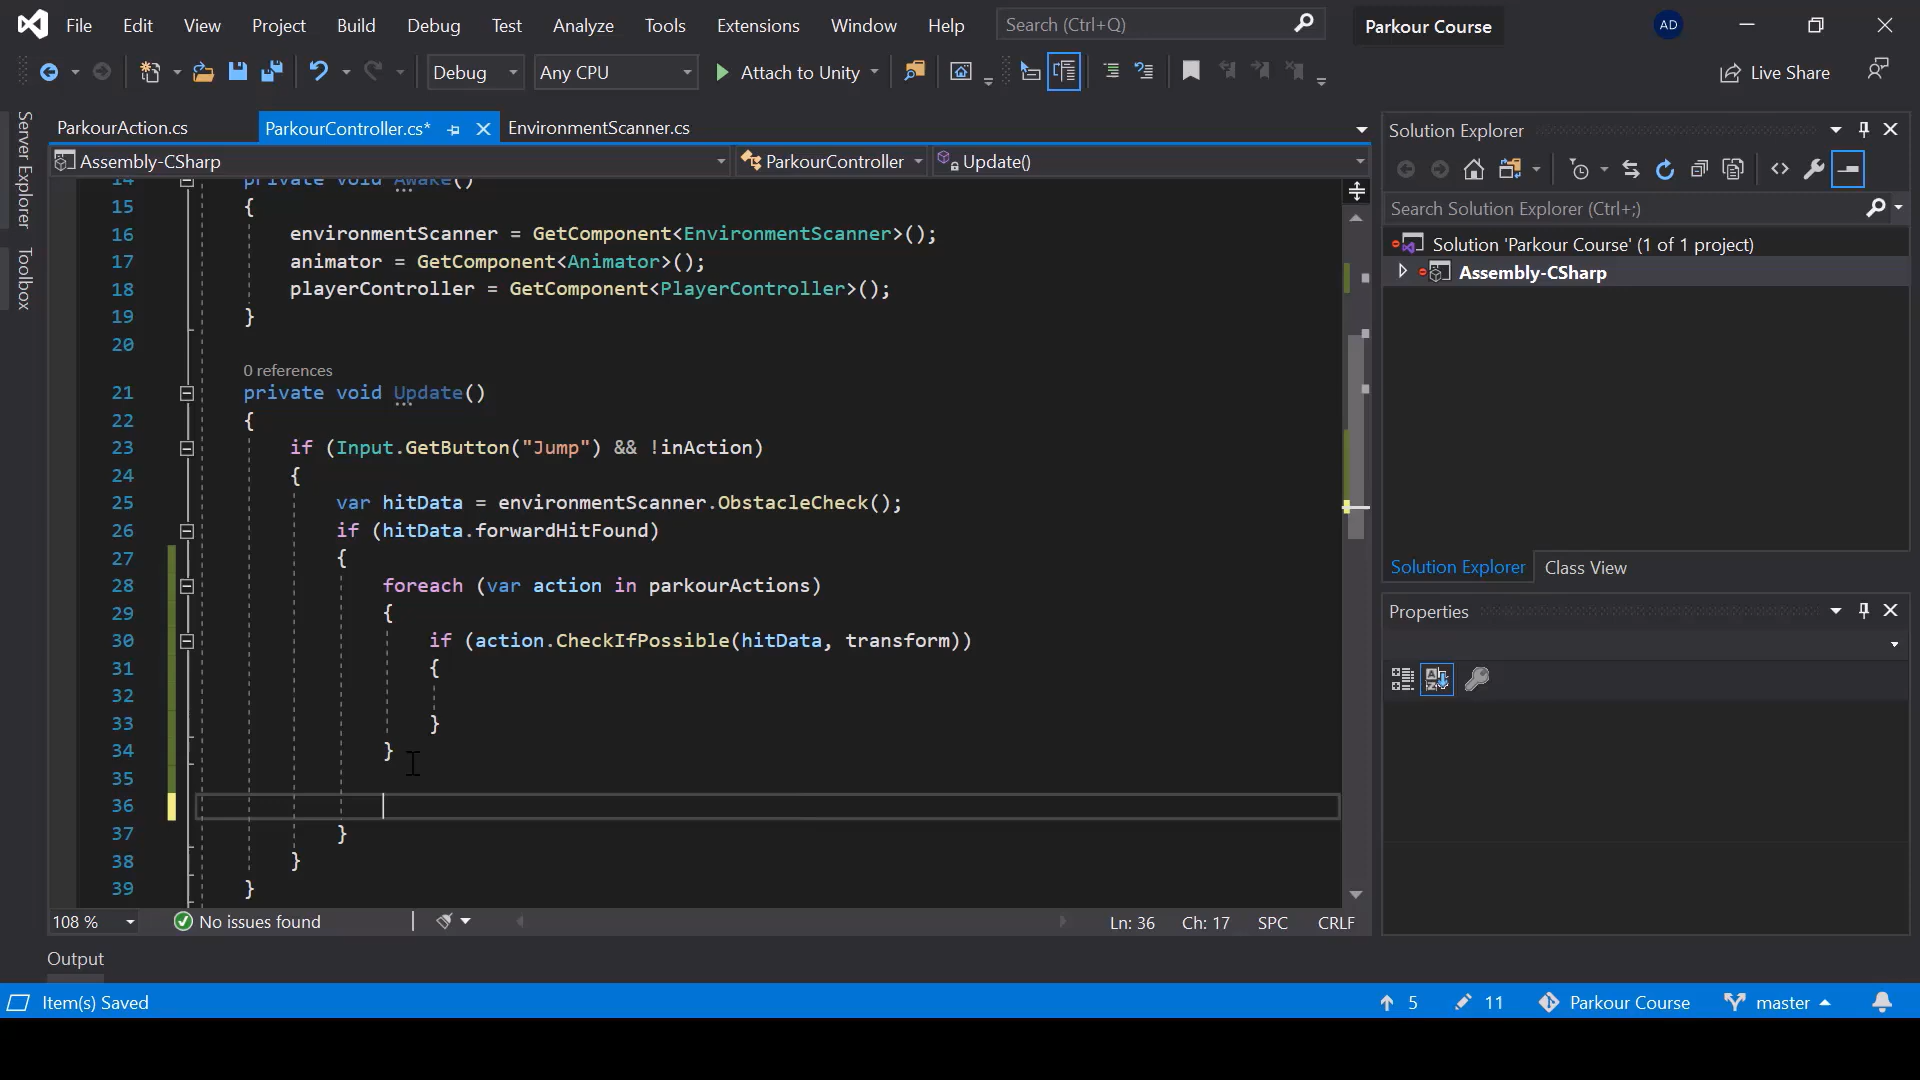 File Edit View Project Build Debug Test Analyze Tools Extensions Window Help Search (Ctrl+Q) Parkour Course AD
Debug Any CPU Attach to Unity Live Share
Server Explorer
Toolbox
ParkourAction.cs ParkourController.cs* EnvironmentScanner.cs
Assembly-CSharp ParkourController Update()
14 private void Awake()
15 {
16 environmentScanner = GetComponent<EnvironmentScanner>();
17 animator = GetComponent<Animator>();
18 playerController = GetComponent<PlayerController>();
19 }
20
0 references
21 private void Update()
22 {
23 if (Input.GetButton("Jump") && !inAction)
24 {
25 var hitData = environmentScanner.ObstacleCheck();
26 if (hitData.forwardHitFound)
27 {
28 foreach (var action in parkourActions)
29 {
30 if (action.CheckIfPossible(hitData, transform))
31 {
32
33 }
34 }
35
36
37 }
38 }
39 }
108 % No issues found Ln: 36 Ch: 17 SPC CRLF
Solution Explorer
Search Solution Explorer (Ctrl+;)
Solution 'Parkour Course' (1 of 1 project)
Assembly-CSharp
Solution Explorer Class View
Properties
Output
Item(s) Saved 5 11 Parkour Course master